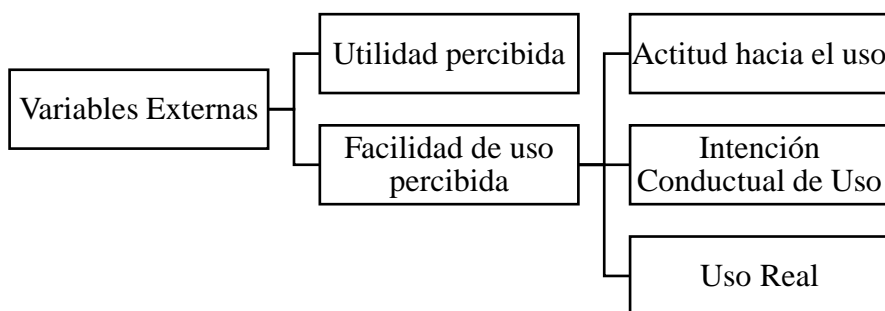 Variables Externas
Utilidad percibida
Facilidad de uso
percibida
Actitud hacia el uso
Intención
Conductual de Uso
Uso Real